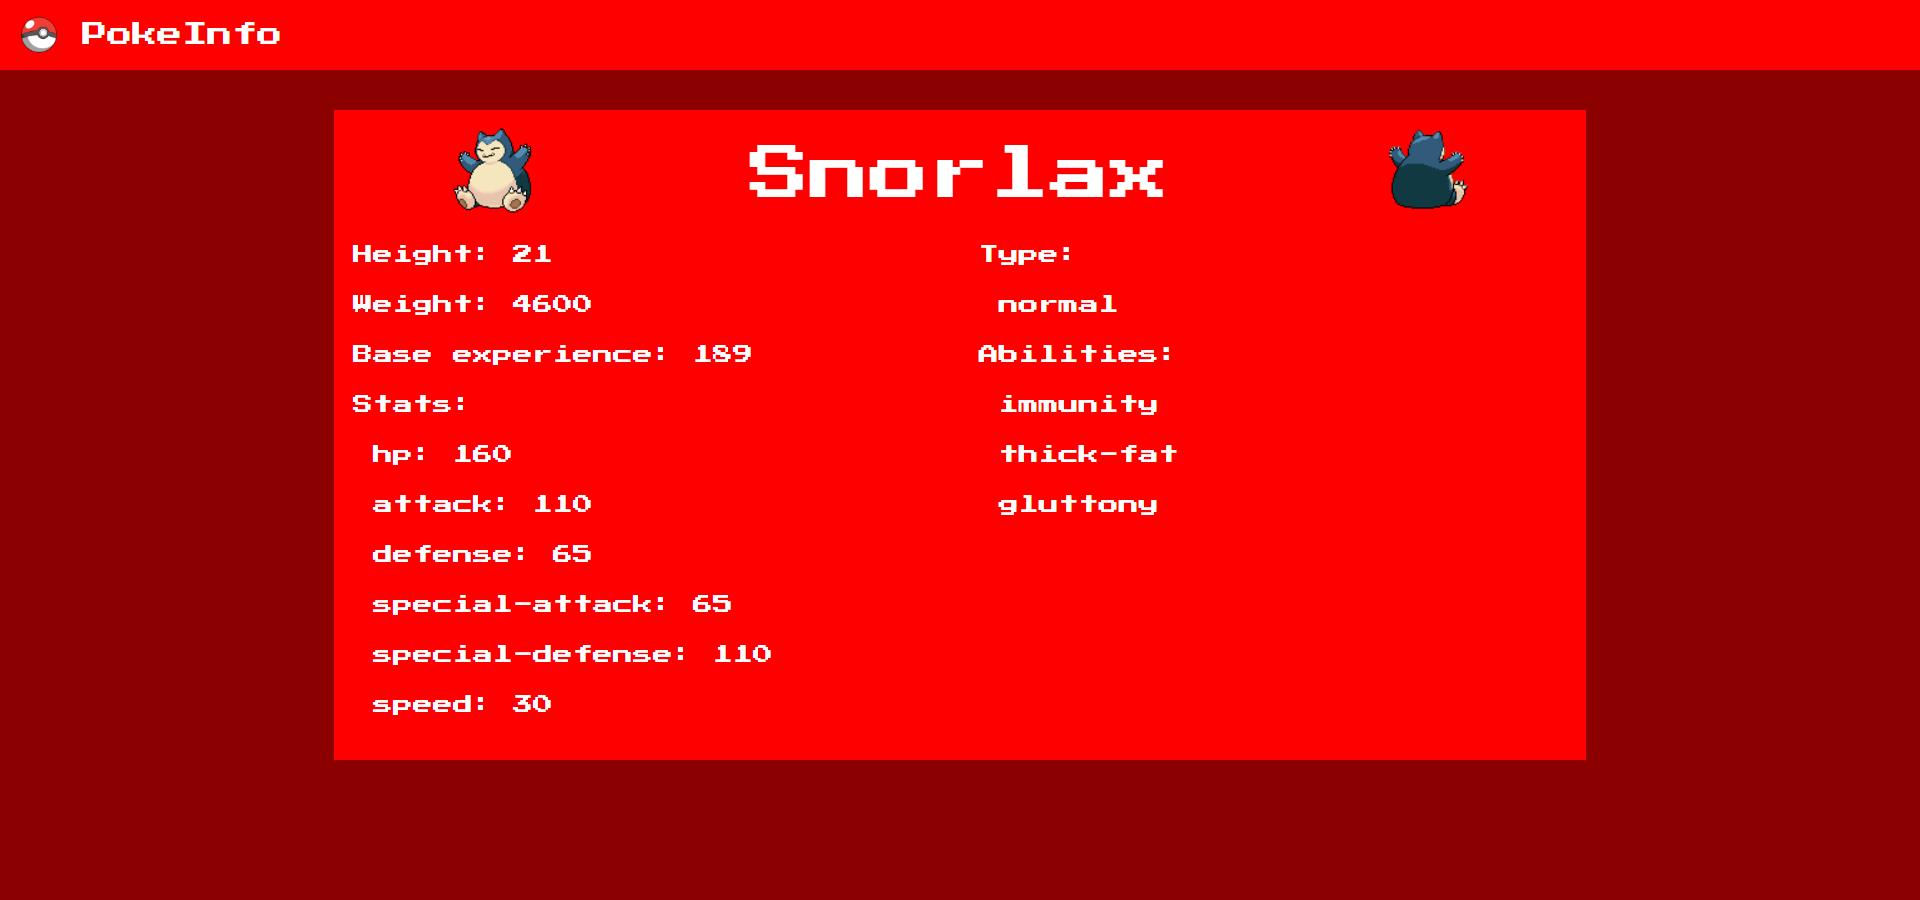 PokeInfo
Snorlax
Height: 21
Weight: 4600
Base experience: 189
Stats:
hp: 160
attack: 110
defense: 65
special-attack: 65
special-defense: 110
speed: 30
Type:
normal
Abilities:
immunity
thick-fat
gluttony